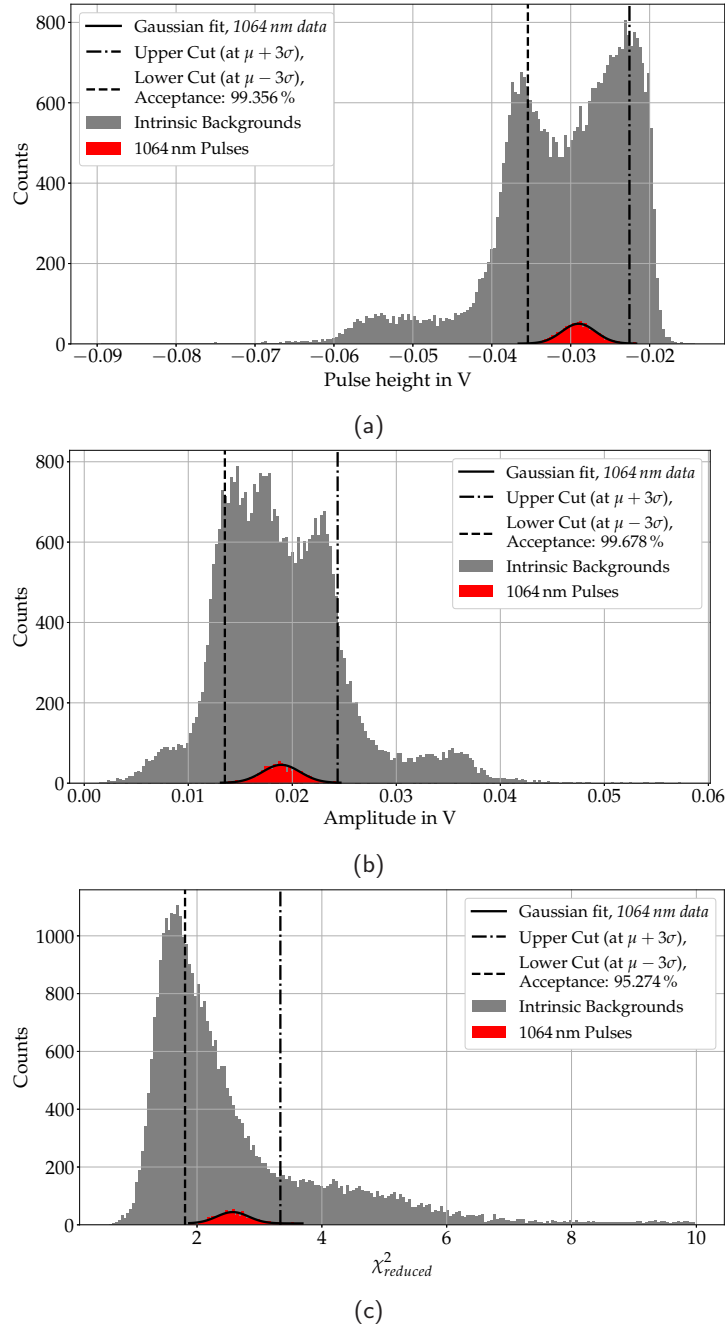 Gaussian fit, 1064 nm data
Upper Cut (at μ + 3σ),
Lower Cut (at μ − 3σ),
Acceptance: 99.356 %
Intrinsic Backgrounds
1064 nm Pulses
Counts
800
600
400
200
0
−0.09 −0.08 −0.07 −0.06 −0.05 −0.04 −0.03 −0.02
Pulse height in V
(a)
Gaussian fit, 1064 nm data
Upper Cut (at μ + 3σ),
Lower Cut (at μ − 3σ),
Acceptance: 99.678 %
Intrinsic Backgrounds
1064 nm Pulses
Counts
800
600
400
200
0
0.00 0.01 0.02 0.03 0.04 0.05 0.06
Amplitude in V
(b)
Gaussian fit, 1064 nm data
Upper Cut (at μ + 3σ),
Lower Cut (at μ − 3σ),
Acceptance: 95.274 %
Intrinsic Backgrounds
1064 nm Pulses
Counts
1000
800
600
400
200
0
2 4 6 8 10
χ²reduced
(c)